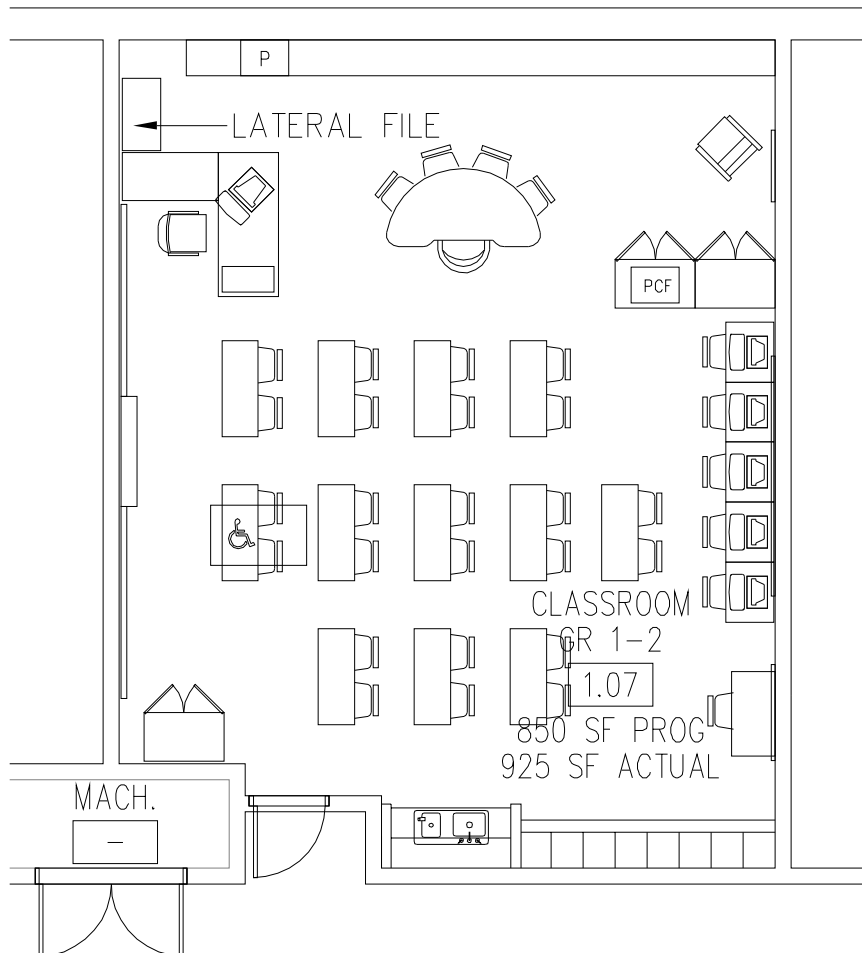 P
LATERAL FILE
PCF
CLASSROOM
GR 1-2
1.07
850 SF PROG
925 SF ACTUAL
MACH.